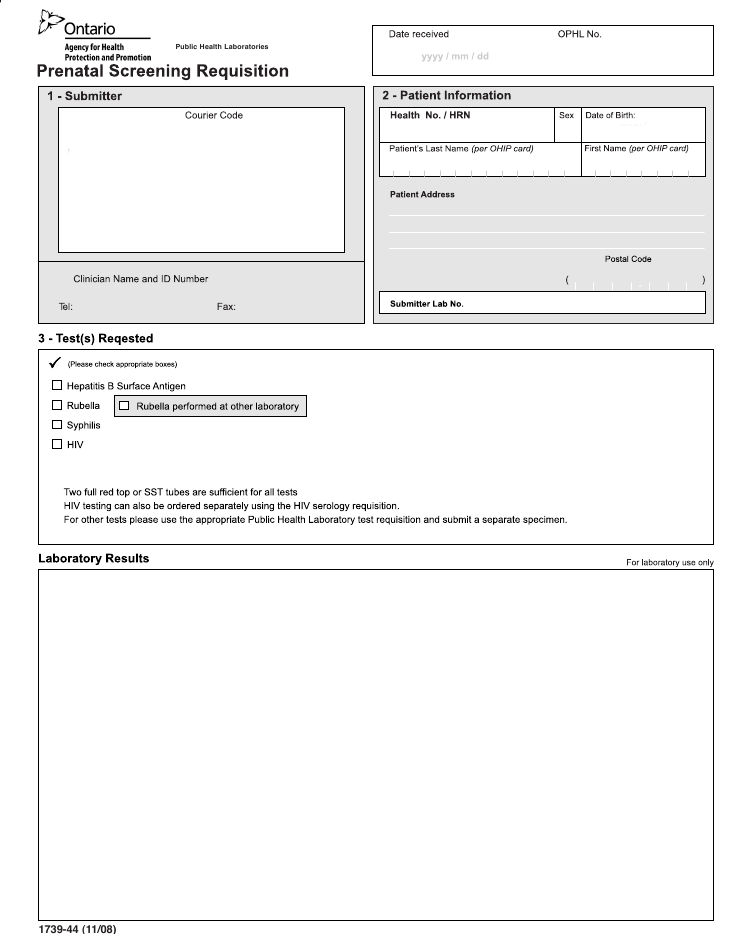 Ontario
Agency for Health
Protection and Promotion
Public Health Laboratories
Prenatal Screening Requisition
Date received
OPHL No.
yyyy / mm / dd
1 - Submitter
Courier Code
Clinician Name and ID Number
Tel:
Fax:
2 - Patient Information
Health No. / HRN
Sex
Date of Birth:
Patient's Last Name (per OHIP card)
First Name (per OHIP card)
Patient Address
Postal Code
( )
Submitter Lab No.
3 - Test(s) Reqested
✓ (Please check appropriate boxes)
Hepatitis B Surface Antigen
Rubella
Rubella performed at other laboratory
Syphilis
HIV
Two full red top or SST tubes are sufficient for all tests
HIV testing can also be ordered separately using the HIV serology requisition.
For other tests please use the appropriate Public Health Laboratory test requisition and submit a separate specimen.
Laboratory Results
For laboratory use only
1739-44 (11/08)